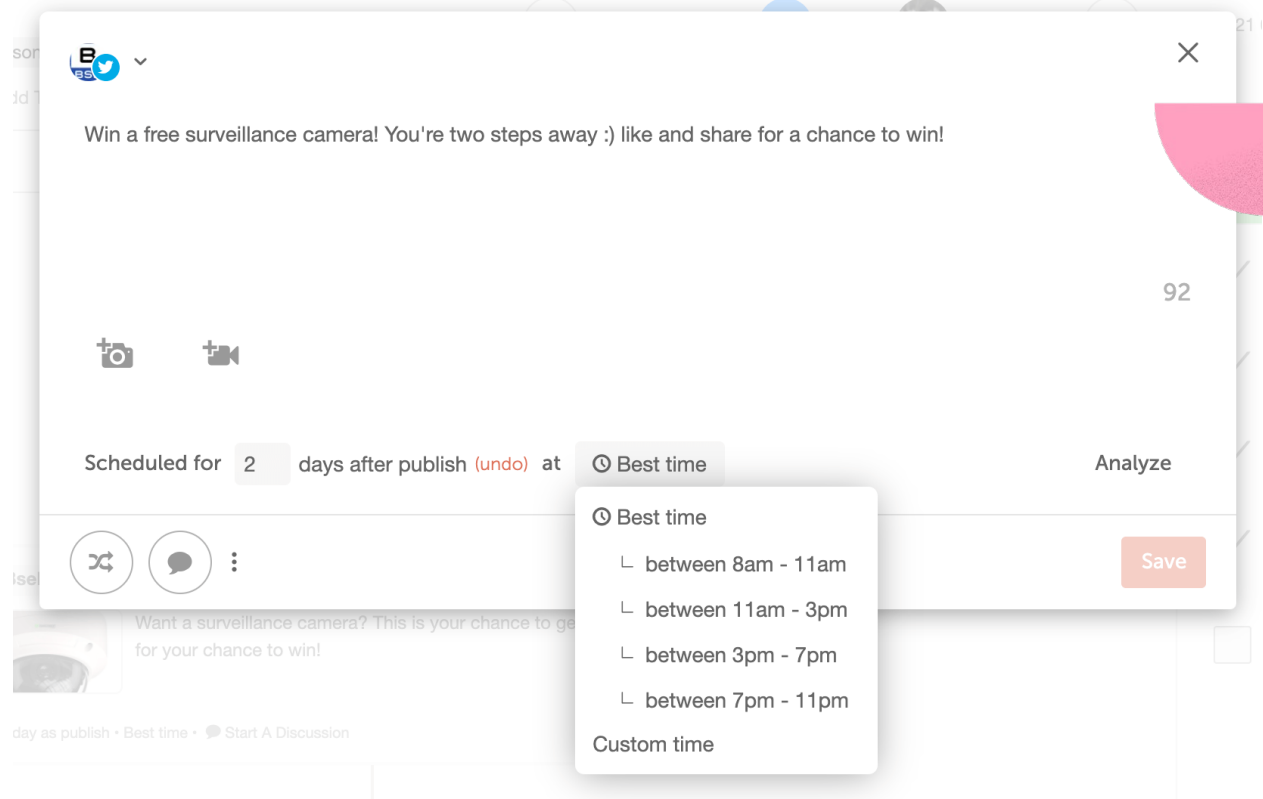 B
BS
Win a free surveillance camera! You're two steps away :) like and share for a chance to win!
92
Scheduled for 2 days after publish (undo) at Best time
Analyze
Best time
between 8am - 11am
between 11am - 3pm
between 3pm - 7pm
between 7pm - 11pm
Custom time
Save
Want a surveillance camera? This is your chance to ge
for your chance to win!
day as publish • Best time • Start A Discussion
21